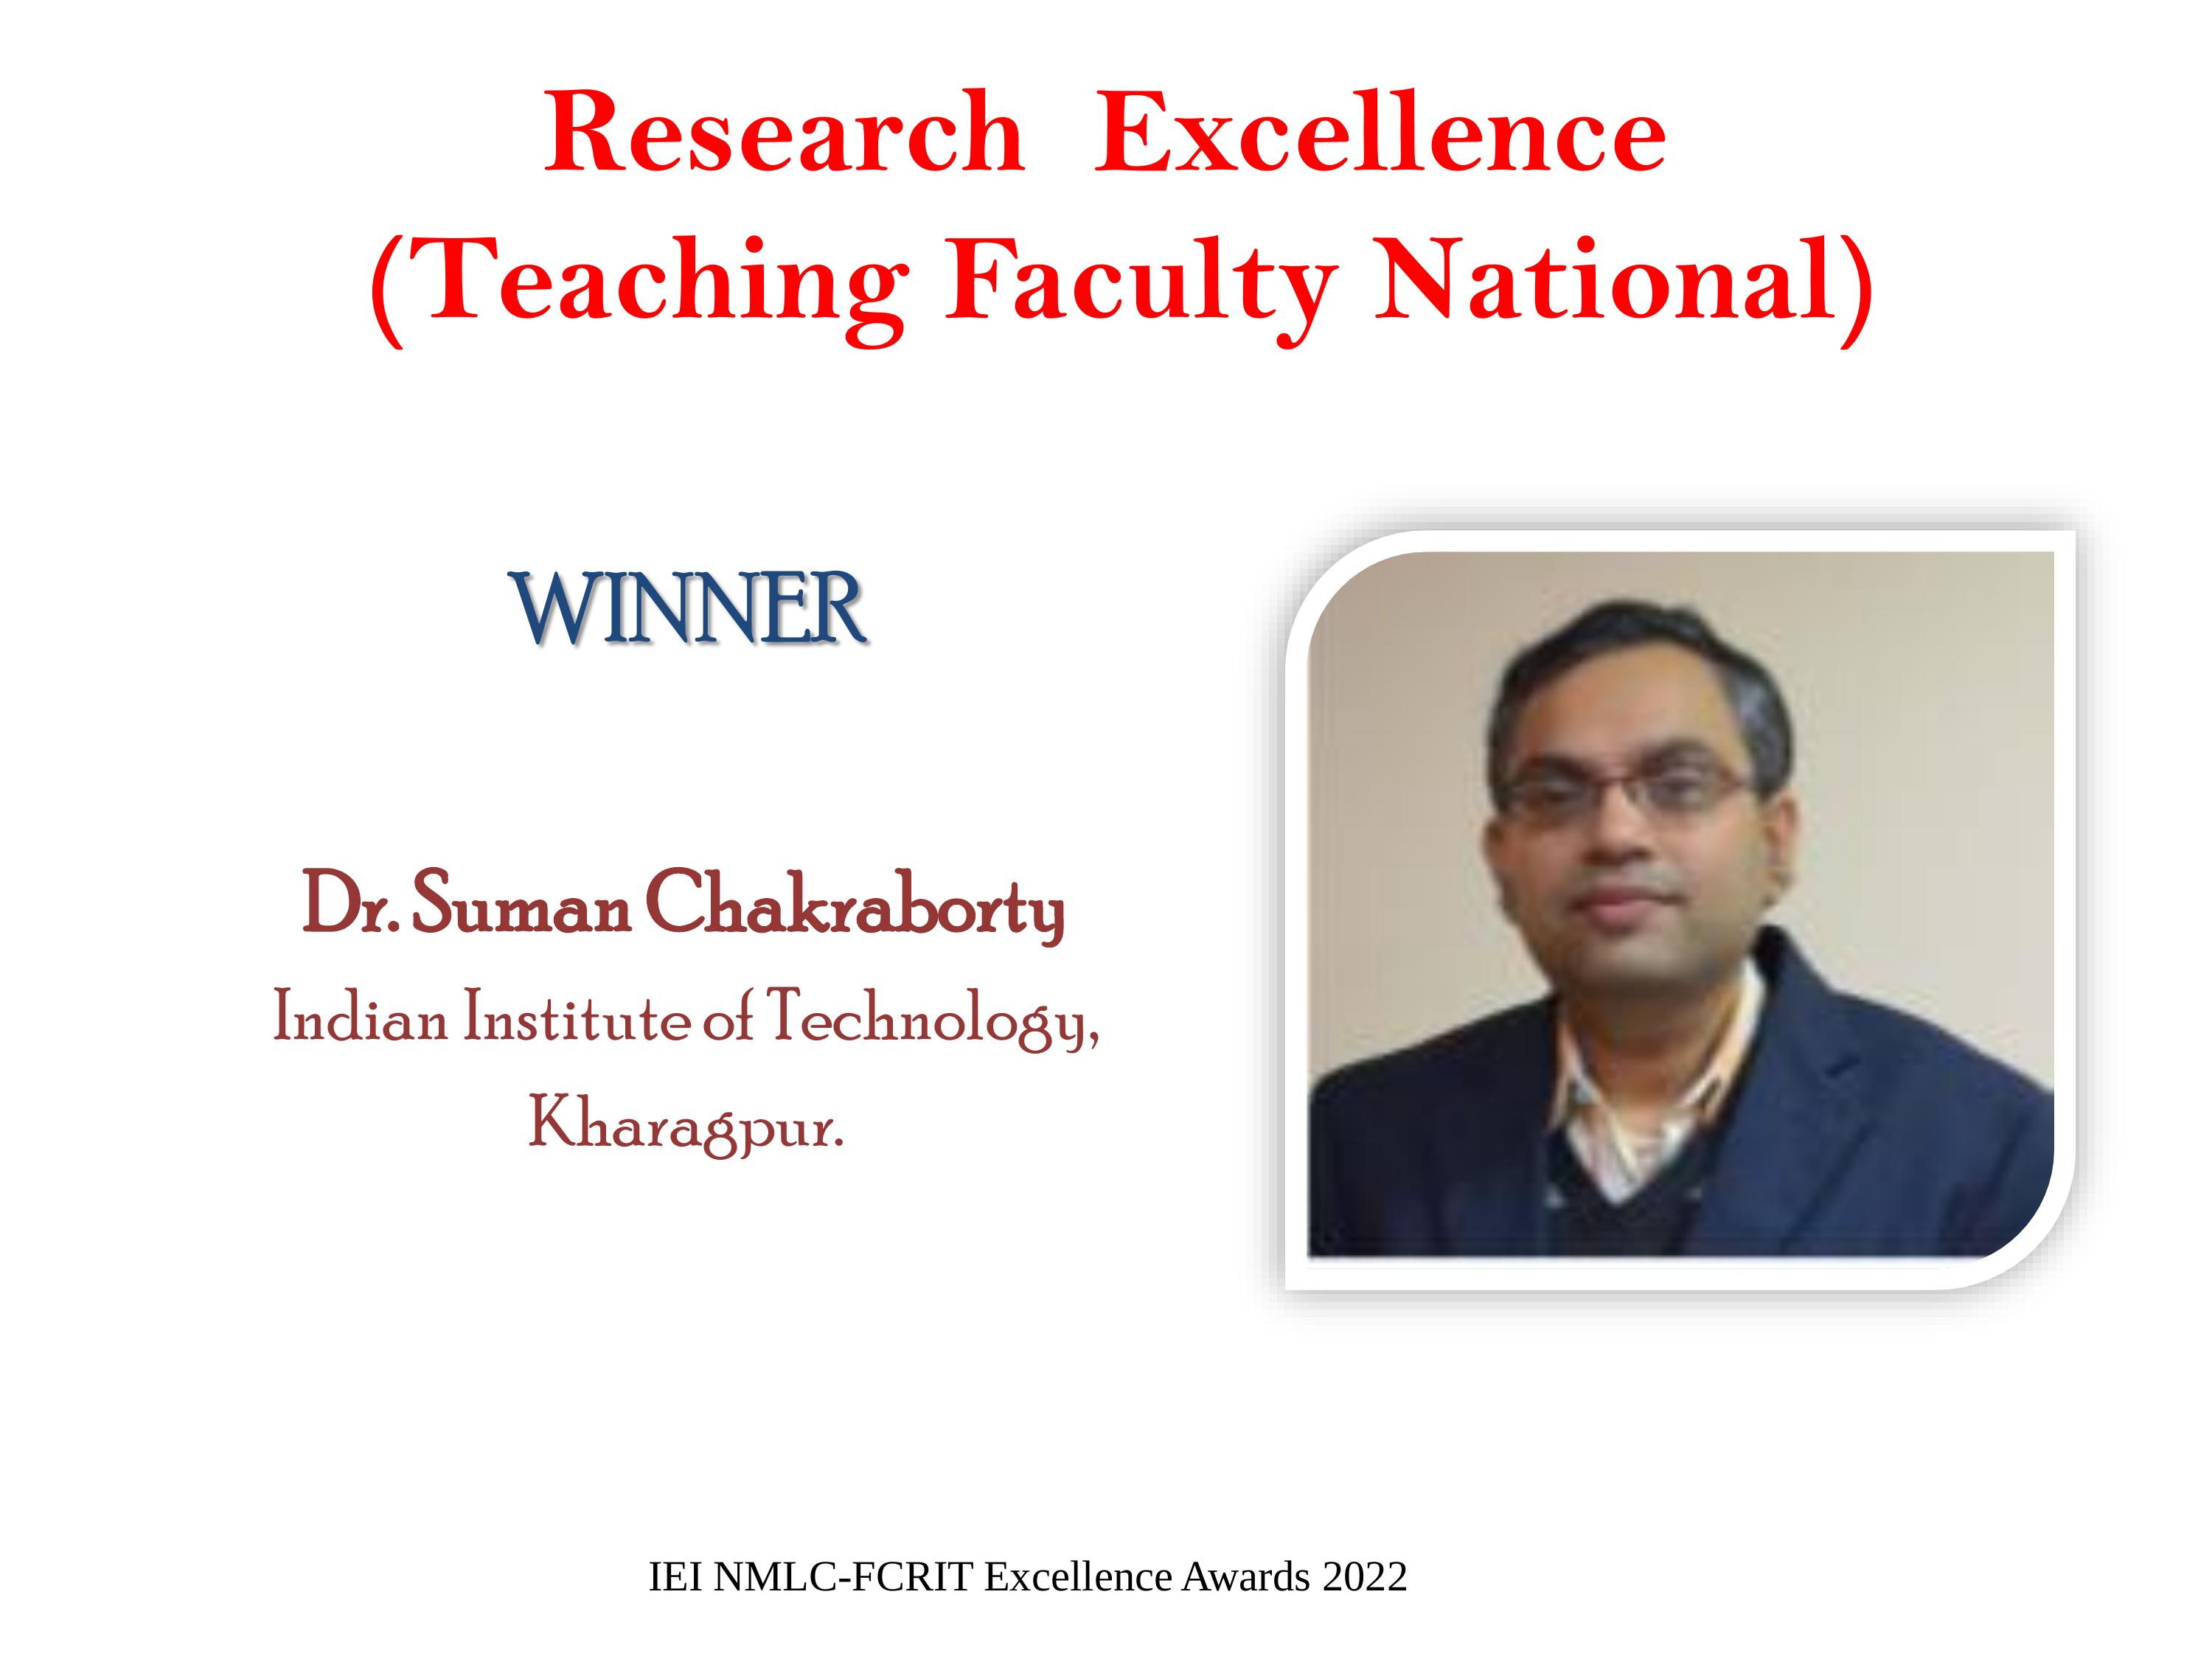 Research Excellence
(Teaching Faculty National)
WINNER
Dr. Suman Chakraborty
Indian Institute of Technology,
Kharagpur.
IEI NMLC-FCRIT Excellence Awards 2022